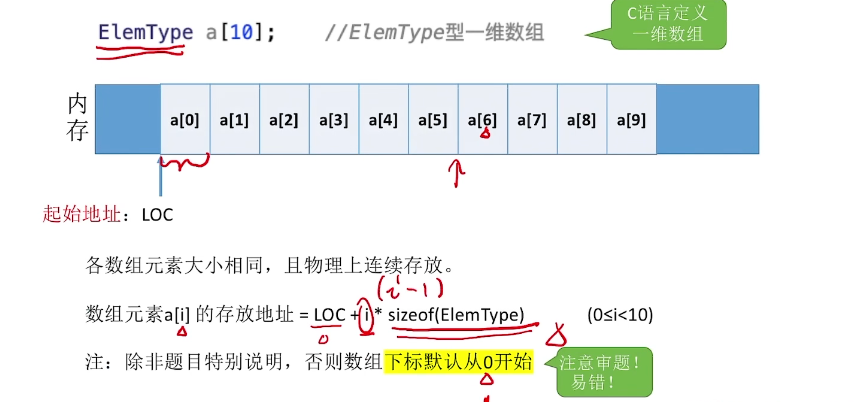 ElemType a[10]; //ElemType型一维数组
C语言定义
一维数组
内存
a[0] a[1] a[2] a[3] a[4] a[5] a[6] a[7] a[8] a[9]
起始地址：LOC
各数组元素大小相同，且物理上连续存放。
(i-1)
数组元素a[i] 的存放地址 = LOC + i * sizeof(ElemType) (0≤i<10)
0
注：除非题目特别说明，否则数组下标默认从0开始
注意审题！
易错！